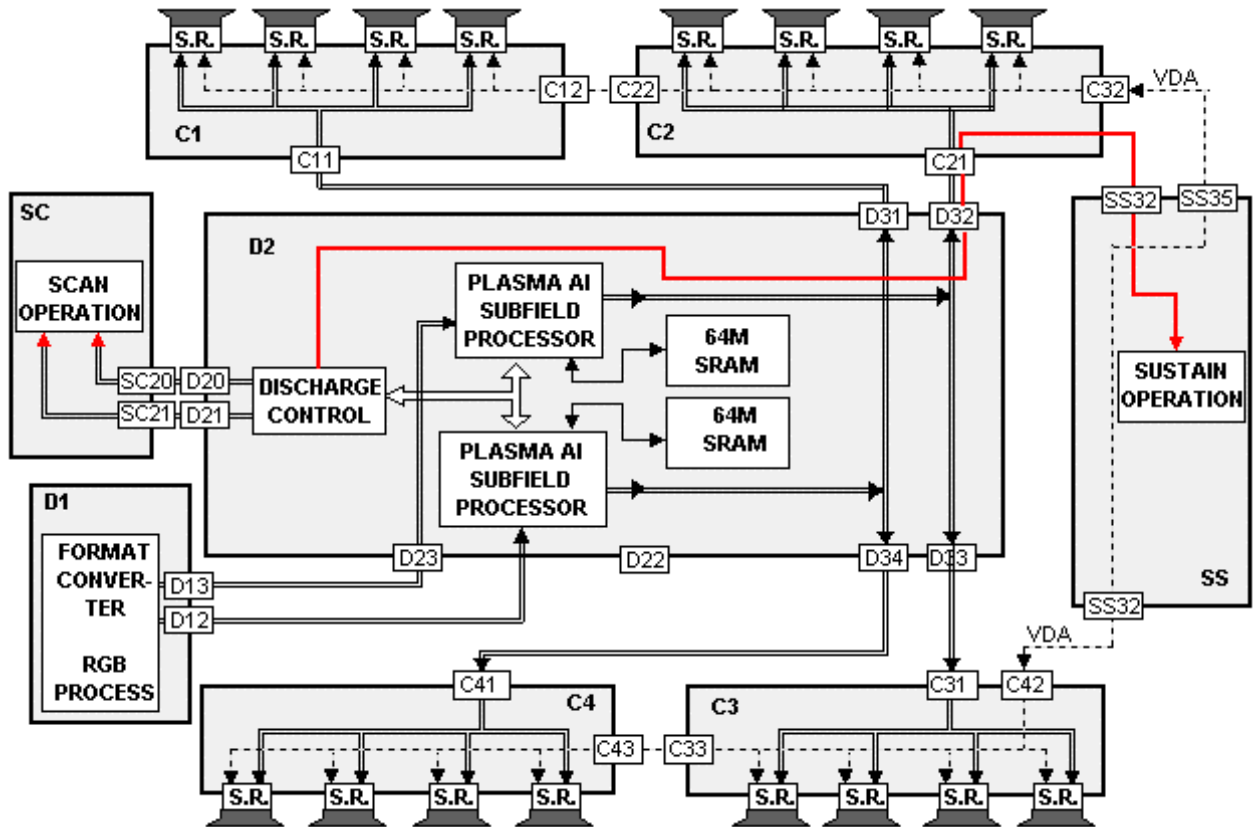 S.R. S.R. S.R. S.R. S.R. S.R. S.R. S.R.
C12 C22 C32 VDA
C1 C2
C11 C21
SC SS32 SS35
D31 D32
D2
SCAN
OPERATION
PLASMA AI
SUBFIELD
PROCESSOR
64M
SRAM
SC20 D20
SC21 D21
DISCHARGE
CONTROL
SUSTAIN
OPERATION
64M
SRAM
PLASMA AI
SUBFIELD
PROCESSOR
D1
FORMAT
CONVER-
TER
RGB
PROCESS
D13
D12
D23 D22 D34 D33
SS
SS32
VDA
C41 C31 C42
C4 C3
C43 C33
S.R. S.R. S.R. S.R. S.R. S.R. S.R. S.R.